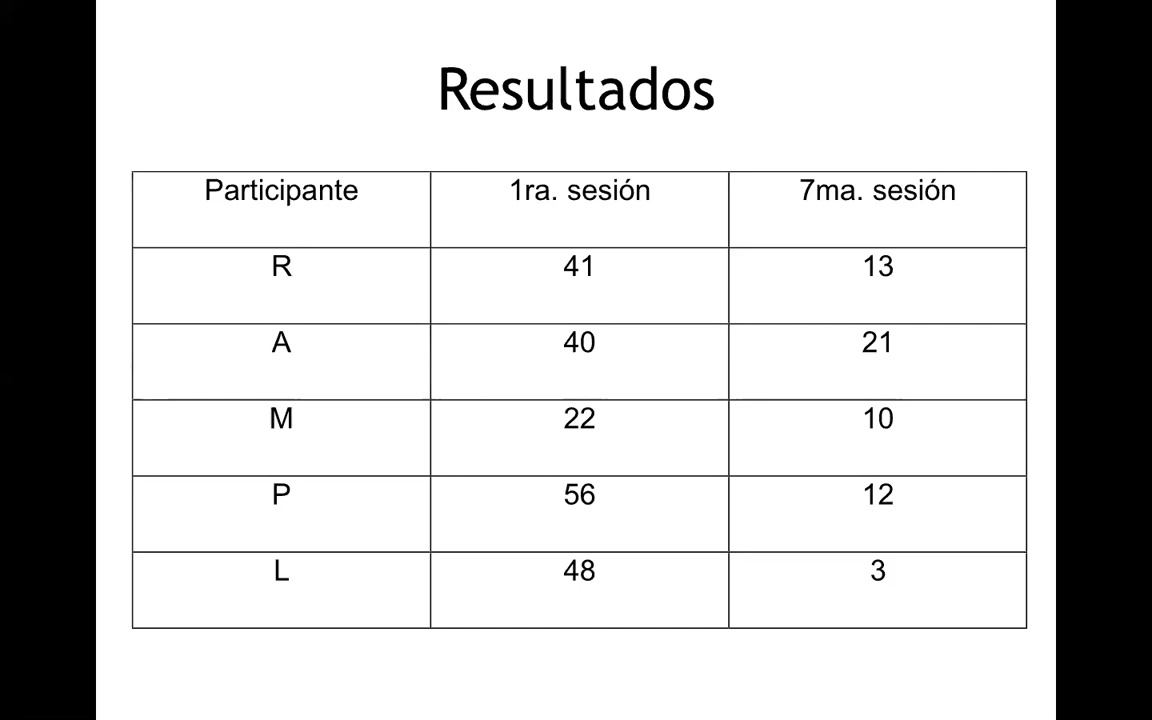 Resultados
Participante 1ra. sesión 7ma. sesión
R 41 13
A 40 21
M 22 10
P 56 12
L 48 3